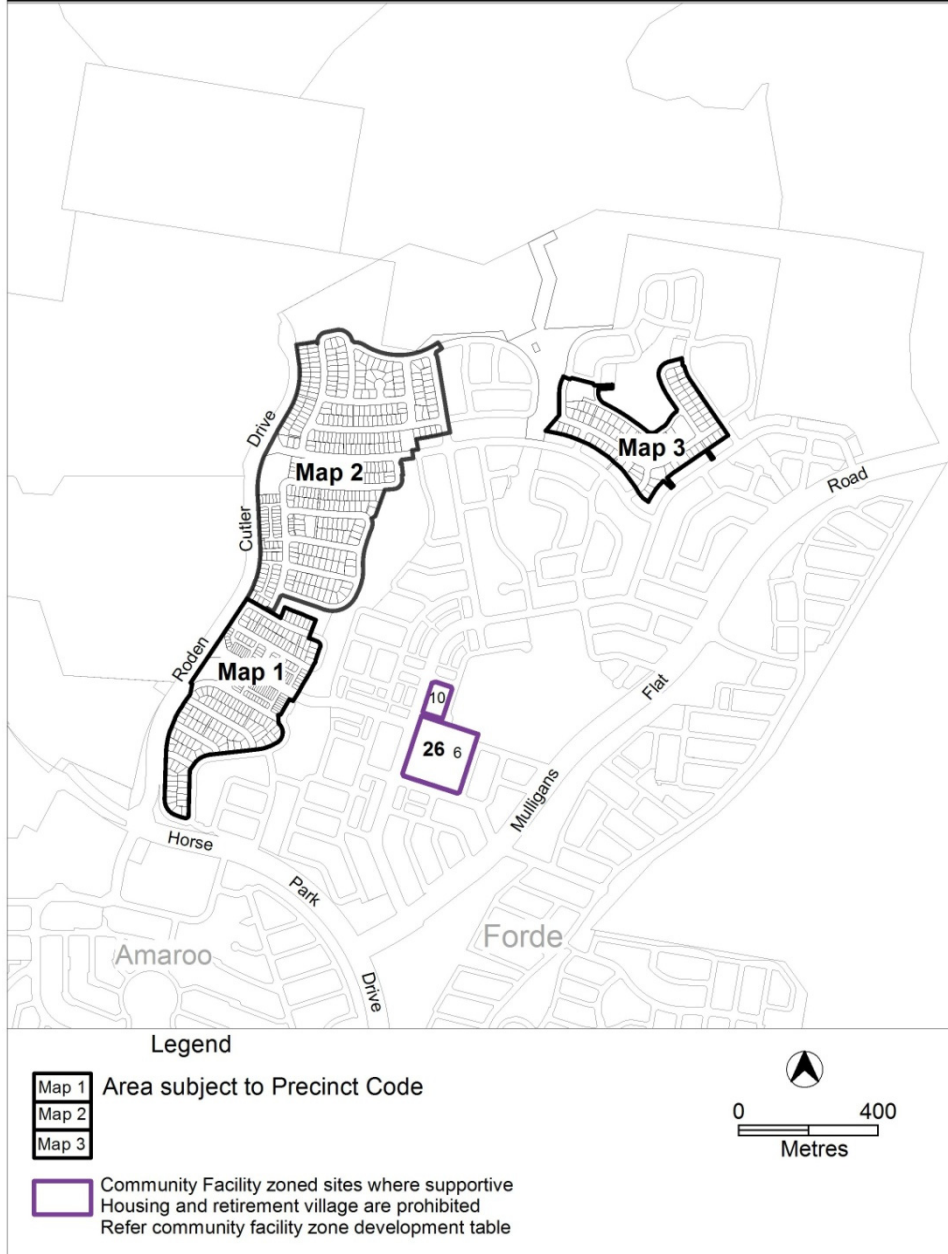 Map 3
Road
Drive
Map 2
Cutler
Roden
Map 1
10
26 6
Flat
Mulligans
Horse
Park
Forde
Amaroo
Drive
Legend
Map 1 Area subject to Precinct Code
Map 2
Map 3
0 400
Metres
Community Facility zoned sites where supportive
Housing and retirement village are prohibited
Refer community facility zone development table